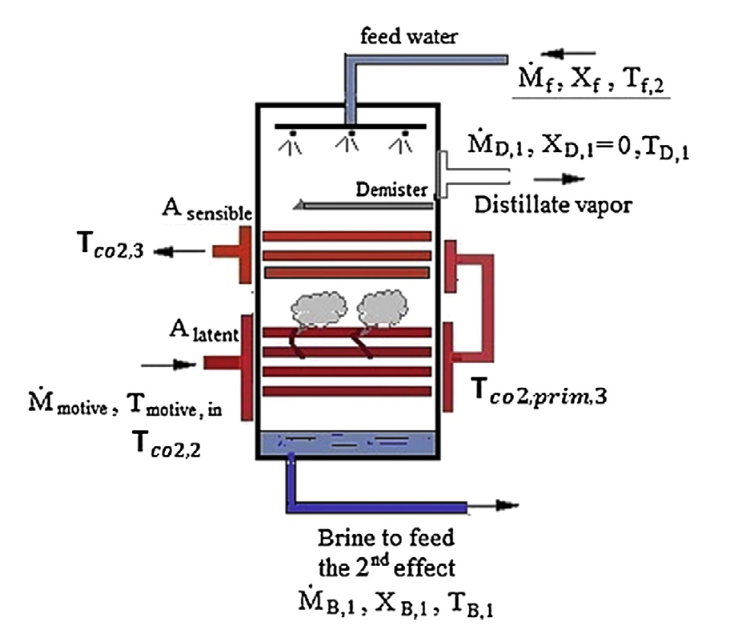 feed water
Ṁf, Xf, Tf,2
ṀD,1, XD,1=0,TD,1
Demister
Distillate vapor
A sensible
Tco2,3
A latent
Ṁ motive, T motive, in
Tco2,2
Tco2,prim,3
Brine to feed
the 2nd effect
ṀB,1, XB,1, TB,1